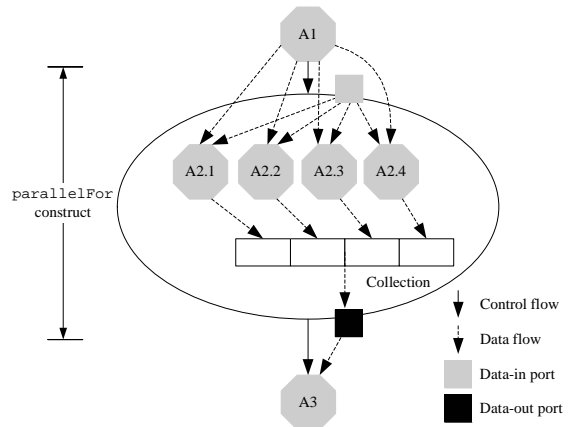 A1
A2.1
A2.2
A2.3
A2.4
parallelFor
construct
Collection
Control flow
Data flow
Data-in port
Data-out port
A3